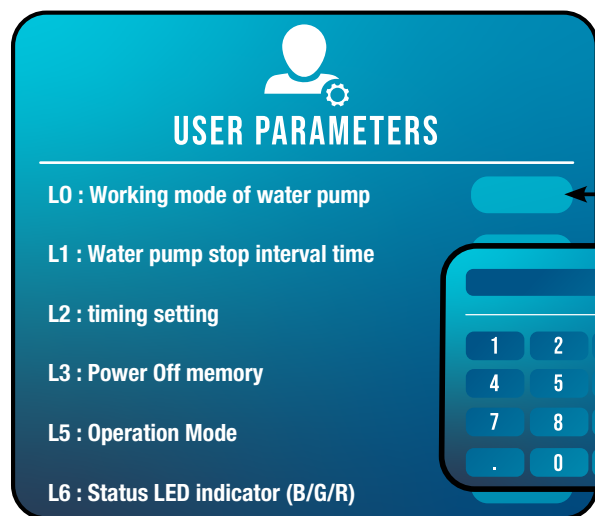 USER PARAMETERS
L0 : Working mode of water pump
L1 : Water pump stop interval time
L2 : timing setting
L3 : Power Off memory
L5 : Operation Mode
L6 : Status LED indicator (B/G/R)
1 2
4 5
7 8
. 0